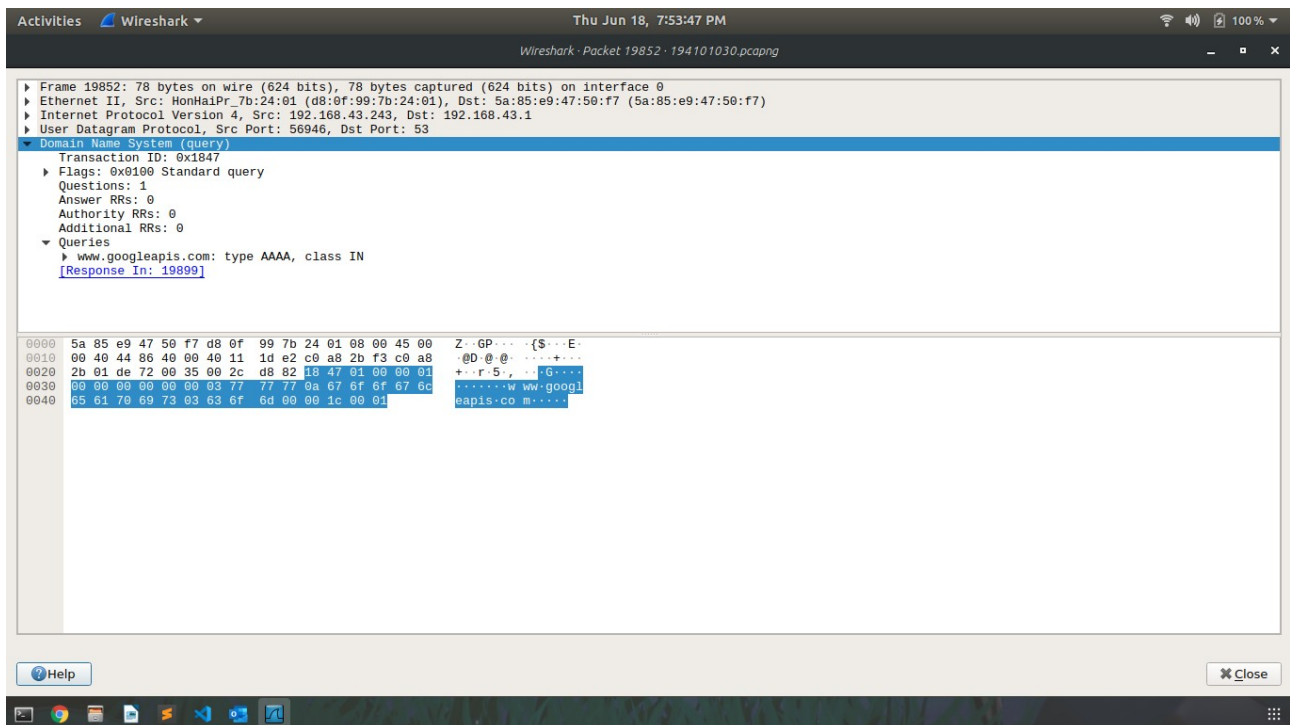 Activities Wireshark Thu Jun 18, 7:53:47 PM 100 %
Wireshark · Packet 19852 · 194101030.pcapng
Frame 19852: 78 bytes on wire (624 bits), 78 bytes captured (624 bits) on interface 0
Ethernet II, Src: HonHaiPr_7b:24:01 (d8:0f:99:7b:24:01), Dst: 5a:85:e9:47:50:f7 (5a:85:e9:47:50:f7)
Internet Protocol Version 4, Src: 192.168.43.243, Dst: 192.168.43.1
User Datagram Protocol, Src Port: 56946, Dst Port: 53
Domain Name System (query)
Transaction ID: 0x1847
Flags: 0x0100 Standard query
Questions: 1
Answer RRs: 0
Authority RRs: 0
Additional RRs: 0
Queries
www.googleapis.com: type AAAA, class IN
[Response In: 19899]
0000 5a 85 e9 47 50 f7 d8 0f 99 7b 24 01 08 00 45 00 Z··GP··· ·{$···E·
0010 00 40 44 86 40 00 40 11 1d e2 c0 a8 2b f3 c0 a8 ·@D·@·@· ····+···
0020 2b 01 de 72 00 35 00 2c d8 82 18 47 01 00 00 01 +··r·5·, ···G····
0030 00 00 00 00 00 00 03 77 77 77 0a 67 6f 6f 67 6c ·······w ww·googl
0040 65 61 70 69 73 03 63 6f 6d 00 00 1c 00 01 eapis·co m·····
Help Close